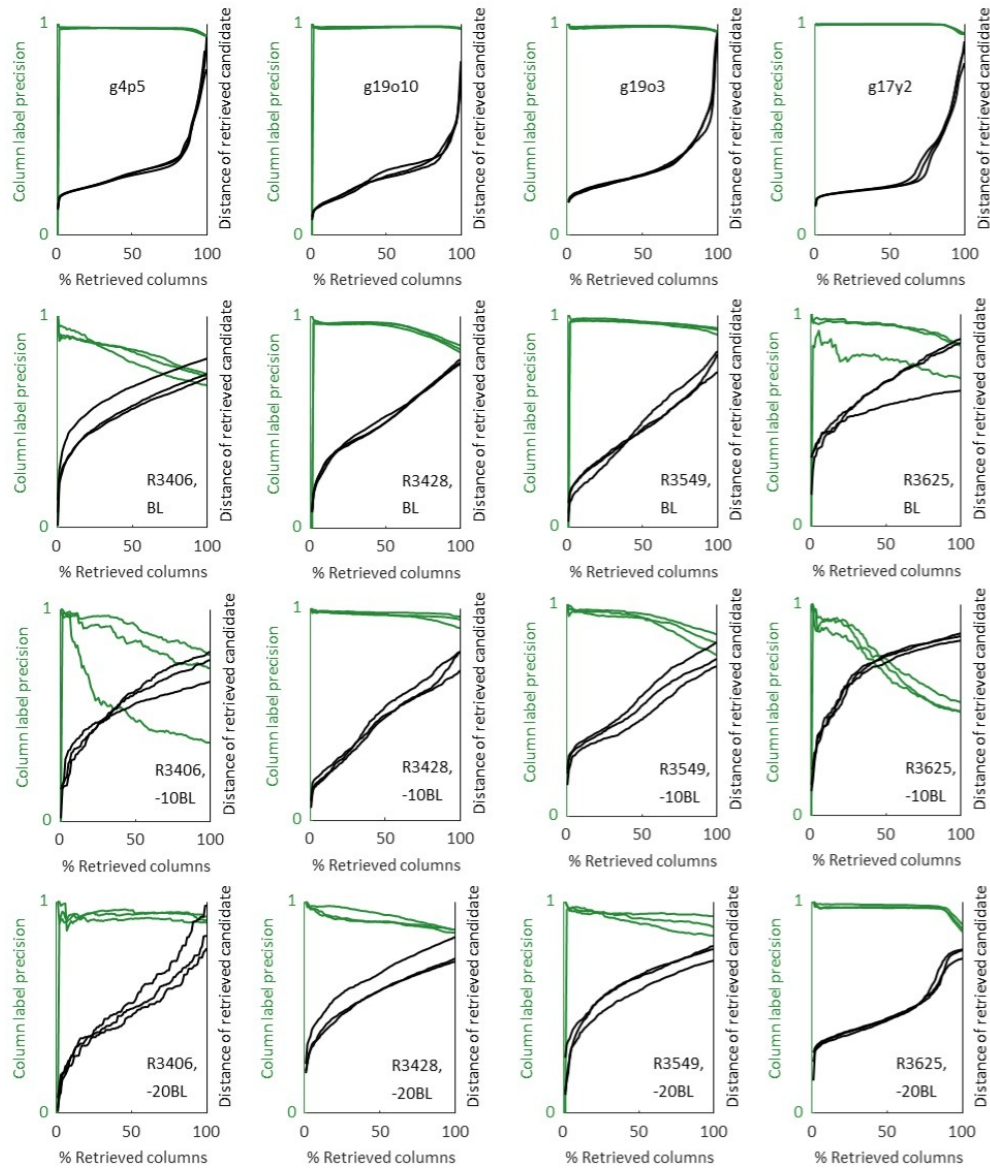 1
Column label precision
0
g4p5
Distance of retrieved candidate
0 50 100
% Retrieved columns
1
Column label precision
0
g19o10
Distance of retrieved candidate
0 50 100
% Retrieved columns
1
Column label precision
0
g19o3
Distance of retrieved candidate
0 50 100
% Retrieved columns
1
Column label precision
0
g17y2
Distance of retrieved candidate
0 50 100
% Retrieved columns
1
Column label precision
0
R3406,
BL
Distance of retrieved candidate
0 50 100
% Retrieved columns
1
Column label precision
0
R3428,
BL
Distance of retrieved candidate
0 50 100
% Retrieved columns
1
Column label precision
0
R3549,
BL
Distance of retrieved candidate
0 50 100
% Retrieved columns
1
Column label precision
0
R3625,
BL
Distance of retrieved candidate
0 50 100
% Retrieved columns
1
Column label precision
0
R3406,
-10BL
Distance of retrieved candidate
0 50 100
% Retrieved columns
1
Column label precision
0
R3428,
-10BL
Distance of retrieved candidate
0 50 100
% Retrieved columns
1
Column label precision
0
R3549,
-10BL
Distance of retrieved candidate
0 50 100
% Retrieved columns
1
Column label precision
0
R3625,
-10BL
Distance of retrieved candidate
0 50 100
% Retrieved columns
1
Column label precision
0
R3406,
-20BL
Distance of retrieved candidate
0 50 100
% Retrieved columns
1
Column label precision
0
R3428,
-20BL
Distance of retrieved candidate
0 50 100
% Retrieved columns
1
Column label precision
0
R3549,
-20BL
Distance of retrieved candidate
0 50 100
% Retrieved columns
1
Column label precision
0
R3625,
-20BL
Distance of retrieved candidate
0 50 100
% Retrieved columns